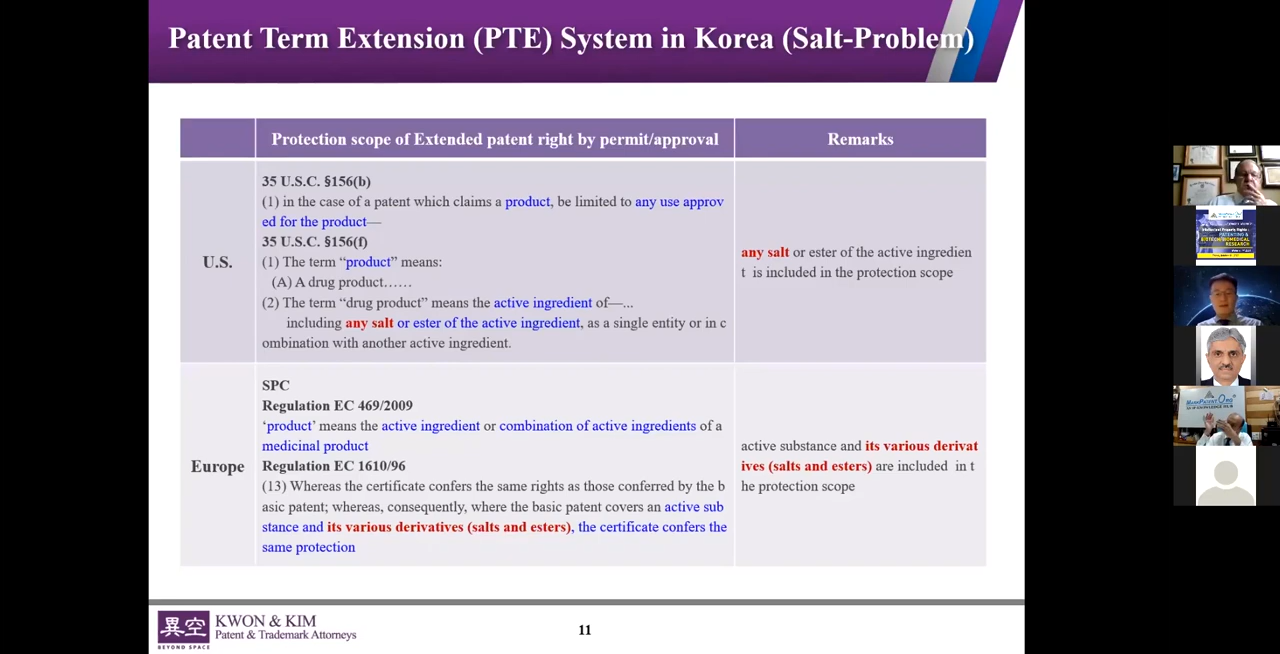 Patent Term Extension (PTE) System in Korea (Salt-Problem)
Protection scope of Extended patent right by permit/approval
Remarks
U.S.
35 U.S.C. §156(b)
(1) in the case of a patent which claims a product, be limited to any use approv
ed for the product—
35 U.S.C. §156(f)
(1) The term “product” means:
(A) A drug product……
(2) The term “drug product” means the active ingredient of—...
including any salt or ester of the active ingredient, as a single entity or in c
ombination with another active ingredient.
any salt or ester of the active ingredien
t is included in the protection scope
Europe
SPC
Regulation EC 469/2009
‘product’ means the active ingredient or combination of active ingredients of a
medicinal product
Regulation EC 1610/96
(13) Whereas the certificate confers the same rights as those conferred by the b
asic patent; whereas, consequently, where the basic patent covers an active sub
stance and its various derivatives (salts and esters), the certificate confers the
same protection
active substance and its various derivat
ives (salts and esters) are included in t
he protection scope
異空
BEYOND SPACE
KWON & KIM
Patent & Trademark Attorneys
11
Intellectual Property Rights -
PATENTING &
BIOTECH/BIOMEDICAL
RESEARCH